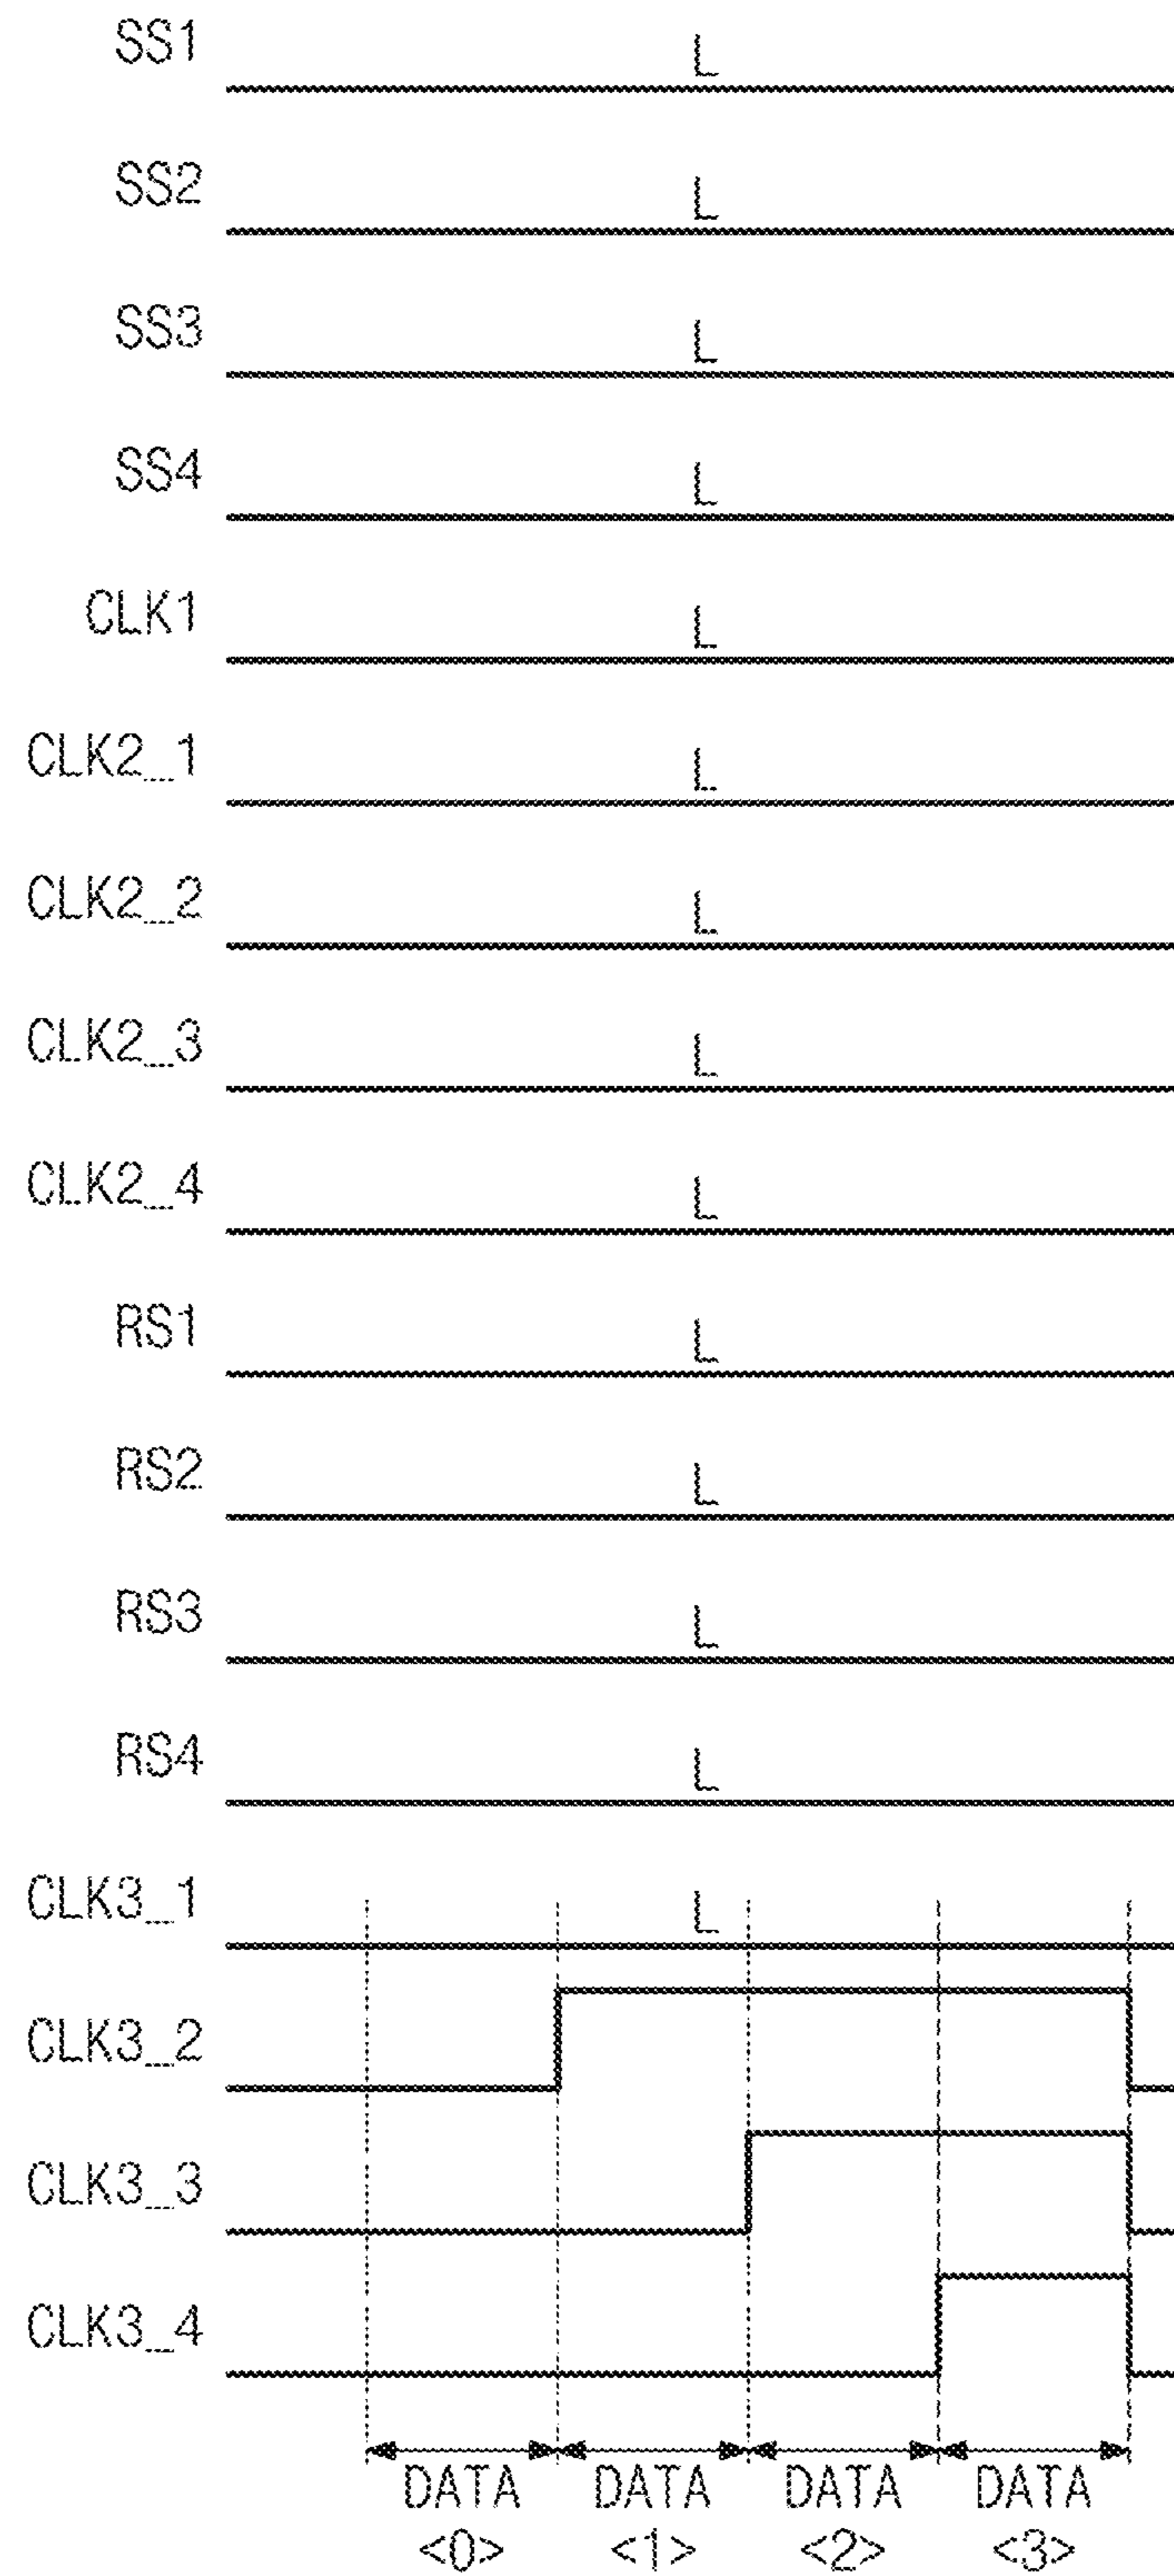 SS1 L
SS2 L
SS3 L
SS4 L
CLK1 L
CLK2_1 L
CLK2_2 L
CLK2_3 L
CLK2_4 L
RS1 L
RS2 L
RS3 L
RS4 L
CLK3_1 L
CLK3_2
CLK3_3
CLK3_4
DATA DATA DATA DATA
<0> <1> <2> <3>